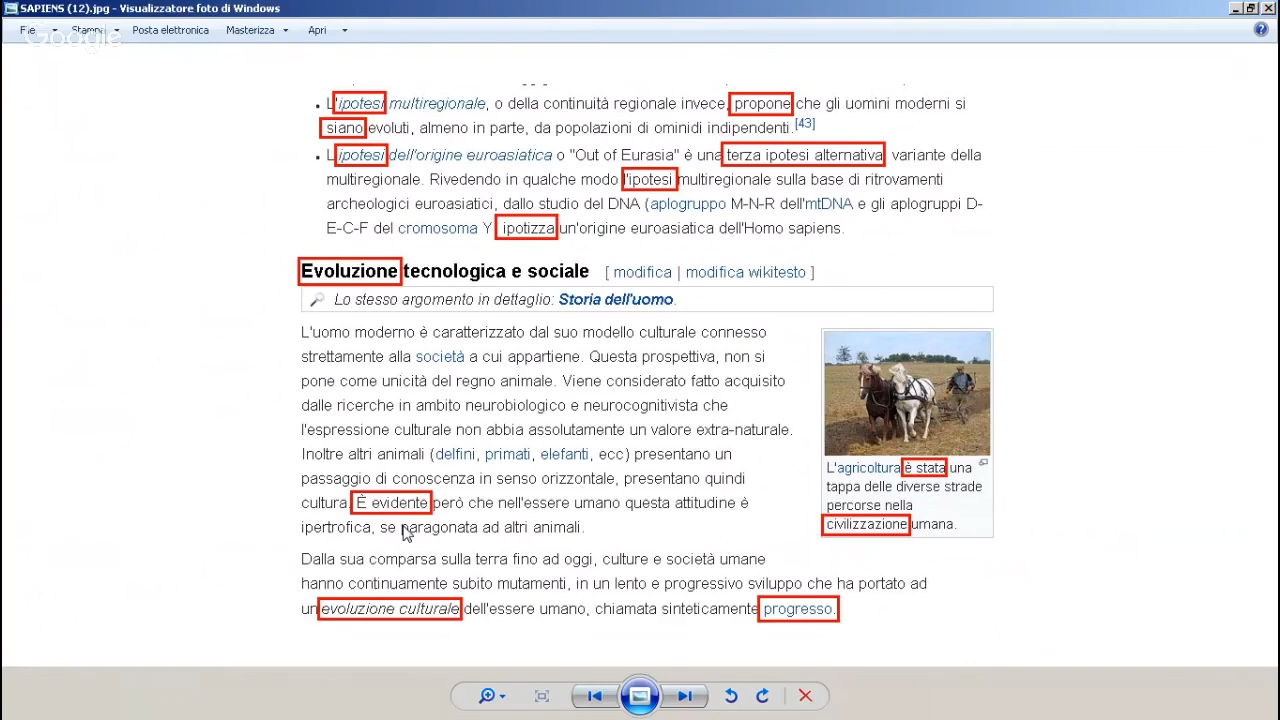 SAPIENS (12).jpg - Visualizzatore foto di Windows
File Stampa Posta elettronica Masterizza Apri
Google
L'ipotesi multiregionale, o della continuità regionale invece, propone che gli uomini moderni si
siano evoluti, almeno in parte, da popolazioni di ominidi indipendenti.[43]
L'ipotesi dell'origine euroasiatica o "Out of Eurasia" è una terza ipotesi alternativa variante della
multiregionale. Rivedendo in qualche modo l'ipotesi multiregionale sulla base di ritrovamenti
archeologici euroasiatici, dallo studio del DNA (aplogruppo M-N-R dell'mtDNA e gli aplogruppi D-
E-C-F del cromosoma Y ipotizza un'origine euroasiatica dell'Homo sapiens.
Evoluzione tecnologica e sociale [ modifica | modifica wikitesto ]
Lo stesso argomento in dettaglio: Storia dell'uomo.
L'uomo moderno è caratterizzato dal suo modello culturale connesso
strettamente alla società a cui appartiene. Questa prospettiva, non si
pone come unicità del regno animale. Viene considerato fatto acquisito
dalle ricerche in ambito neurobiologico e neurocognitivista che
l'espressione culturale non abbia assolutamente un valore extra-naturale.
Inoltre altri animali (delfini, primati, elefanti, ecc) presentano un
passaggio di conoscenza in senso orizzontale, presentano quindi
cultura. È evidente però che nell'essere umano questa attitudine è
ipertrofica, se paragonata ad altri animali.
L'agricoltura è stata una
tappa delle diverse strade
percorse nella
civilizzazione umana.
Dalla sua comparsa sulla terra fino ad oggi, culture e società umane
hanno continuamente subito mutamenti, in un lento e progressivo sviluppo che ha portato ad
un'evoluzione culturale dell'essere umano, chiamata sinteticamente progresso.